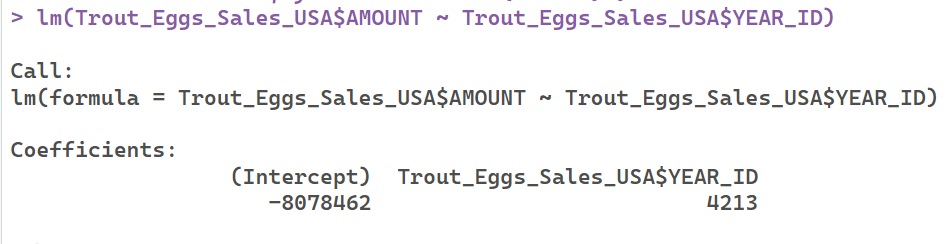 > lm(Trout_Eggs_Sales_USA$AMOUNT ~ Trout_Eggs_Sales_USA$YEAR_ID)
Call:
lm(formula = Trout_Eggs_Sales_USA$AMOUNT ~ Trout_Eggs_Sales_USA$YEAR_ID)
Coefficients:
(Intercept)  Trout_Eggs_Sales_USA$YEAR_ID
-8078462  4213